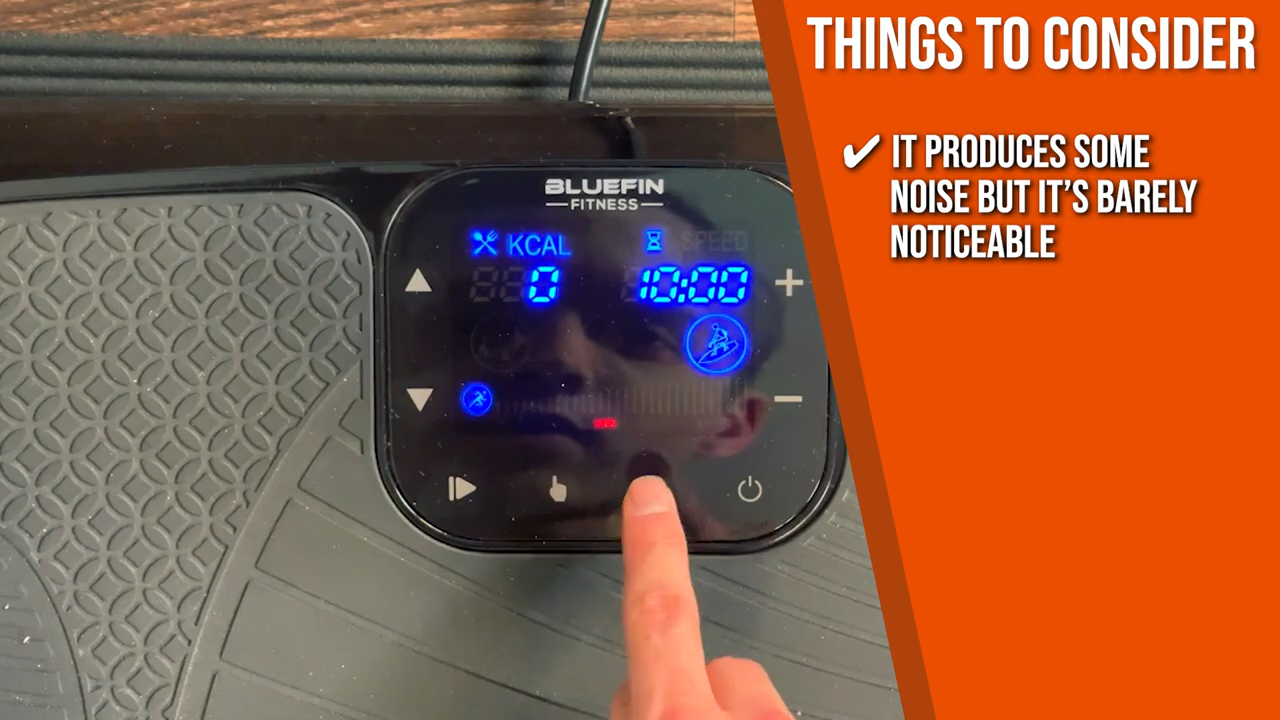 THINGS TO CONSIDER
✔ IT PRODUCES SOME
NOISE BUT IT'S BARELY
NOTICEABLE
BLUEFIN
FITNESS
KCAL SPEED
0 10:00